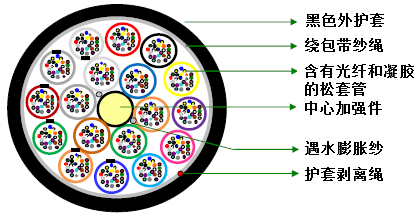 黑色外护套
绕包带纱绳
含有光纤和凝胶
的松套管
中心加强件
遇水膨胀纱
护套剥离绳